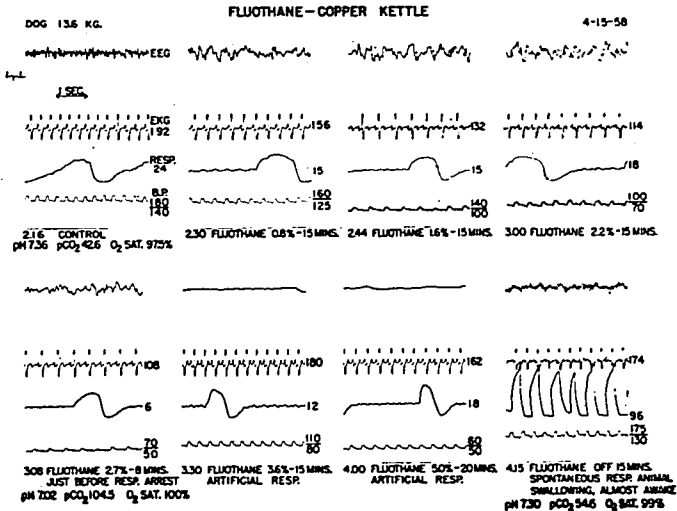 FLUOTHANE-COPPER KETTLE
DOG 13.6 KG.
4-15-58
EEG
1 SEG.
EKG
192
156
132
114
RESP.
24
15
15
18
B.P.
180
140
160
125
140
100
100
70
2.16 CONTROL
pH 7.36 pCO2 42.6 O2 SAT. 97.5%
2.30 FLUOTHANE 0.8%-15 MINS.
2.44 FLUOTHANE 1.6%-15 MINS.
3.00 FLUOTHANE 2.2%-15 MINS.
108
180
162
174
6
12
18
96
70
50
110
80
60
50
175
130
3.08 FLUOTHANE 2.7%-8 MINS.
JUST BEFORE RESP. ARREST
pH 7.02 pCO2 104.5 O2 SAT. 100%
3.30 FLUOTHANE 3.6%-15 MINS.
ARTIFICIAL RESP.
4.00 FLUOTHANE 5.0%-20 MINS.
ARTIFICIAL RESP.
4.15 FLUOTHANE OFF 15 MINS.
SPONTANEOUS RESP. ANIMAL
SWALLOWING, ALMOST AWAKE
pH 7.30 pCO2 54.6 O2 SAT. 99%